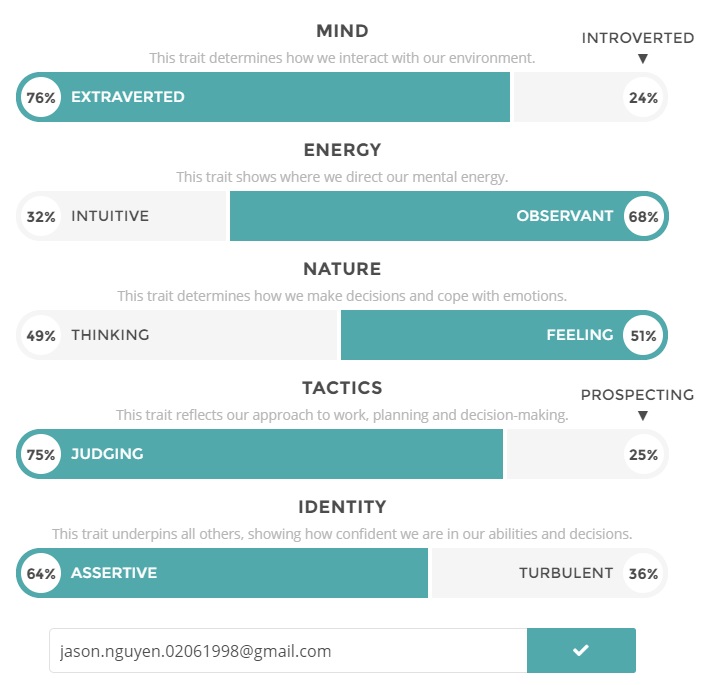 MIND
INTROVERTED
This trait determines how we interact with our environment.
76% EXTRAVERTED 24%
ENERGY
This trait shows where we direct our mental energy.
32% INTUITIVE OBSERVANT 68%
NATURE
This trait determines how we make decisions and cope with emotions.
49% THINKING FEELING 51%
TACTICS
PROSPECTING
This trait reflects our approach to work, planning and decision-making.
75% JUDGING 25%
IDENTITY
This trait underpins all others, showing how confident we are in our abilities and decisions.
64% ASSERTIVE TURBULENT 36%
jason.nguyen.02061998@gmail.com